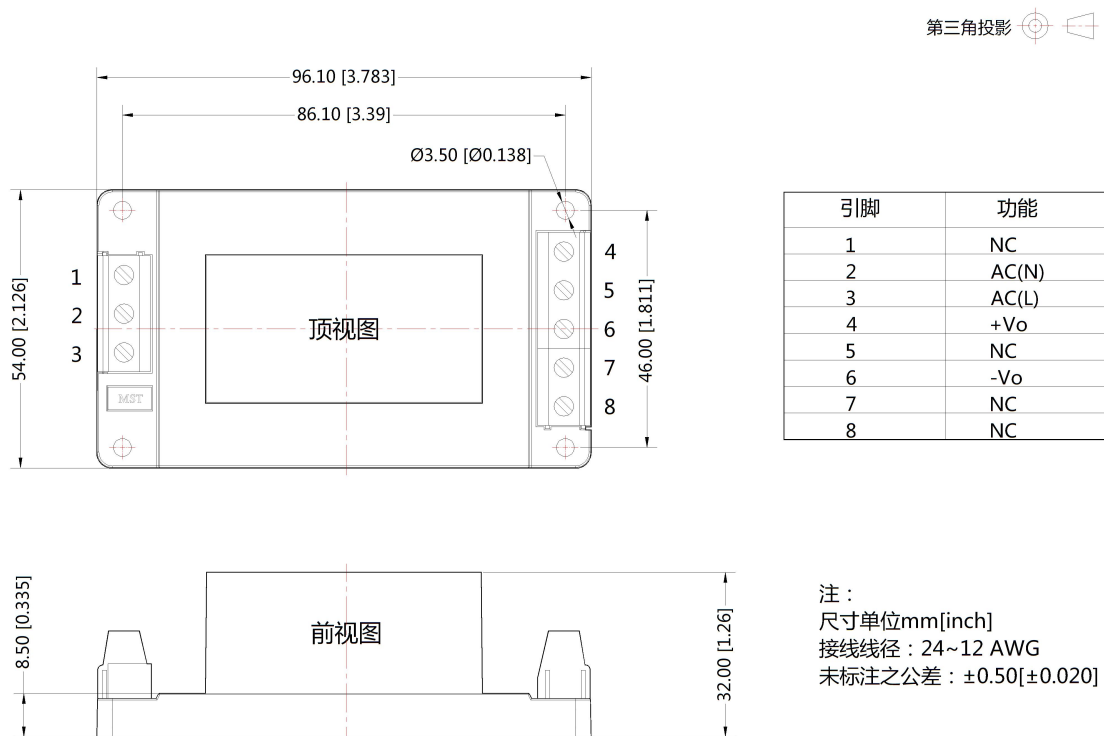 第三角投影
96.10 [3.783]
86.10 [3.39]
Ø3.50 [Ø0.138]
54.00 [2.126]
1
2
3
MST
顶视图
4
5
6
7
8
46.00 [1.811]
引脚 功能
1 NC
2 AC(N)
3 AC(L)
4 +Vo
5 NC
6 -Vo
7 NC
8 NC
8.50 [0.335]
前视图
32.00 [1.26]
注：
尺寸单位mm[inch]
接线线径：24~12 AWG
未标注之公差：±0.50[±0.020]